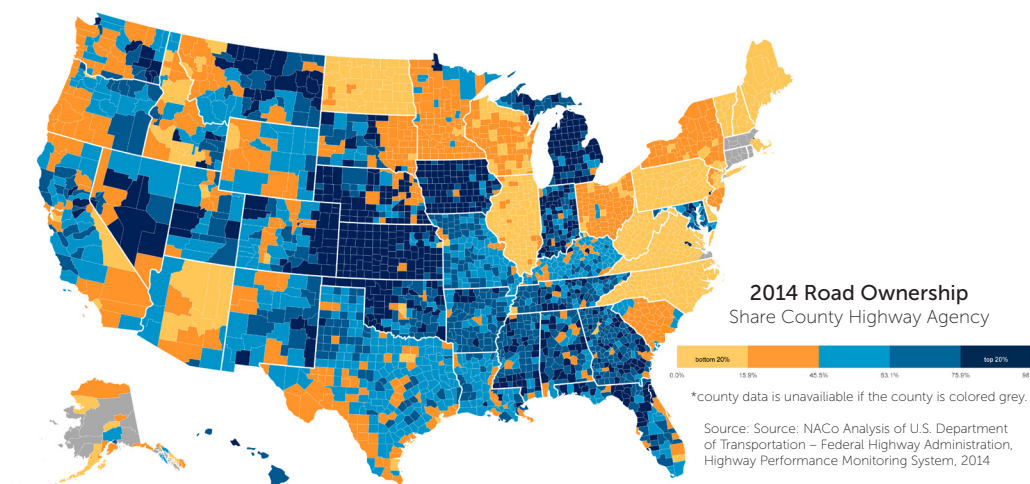 2014 Road Ownership
Share County Highway Agency
bottom 20% top 20%
0.0% 15.9% 45.5% 63.1% 75.9% 98
*county data is unavailiable if the county is colored grey.
Source: Source: NACo Analysis of U.S. Department
of Transportation – Federal Highway Administration,
Highway Performance Monitoring System, 2014